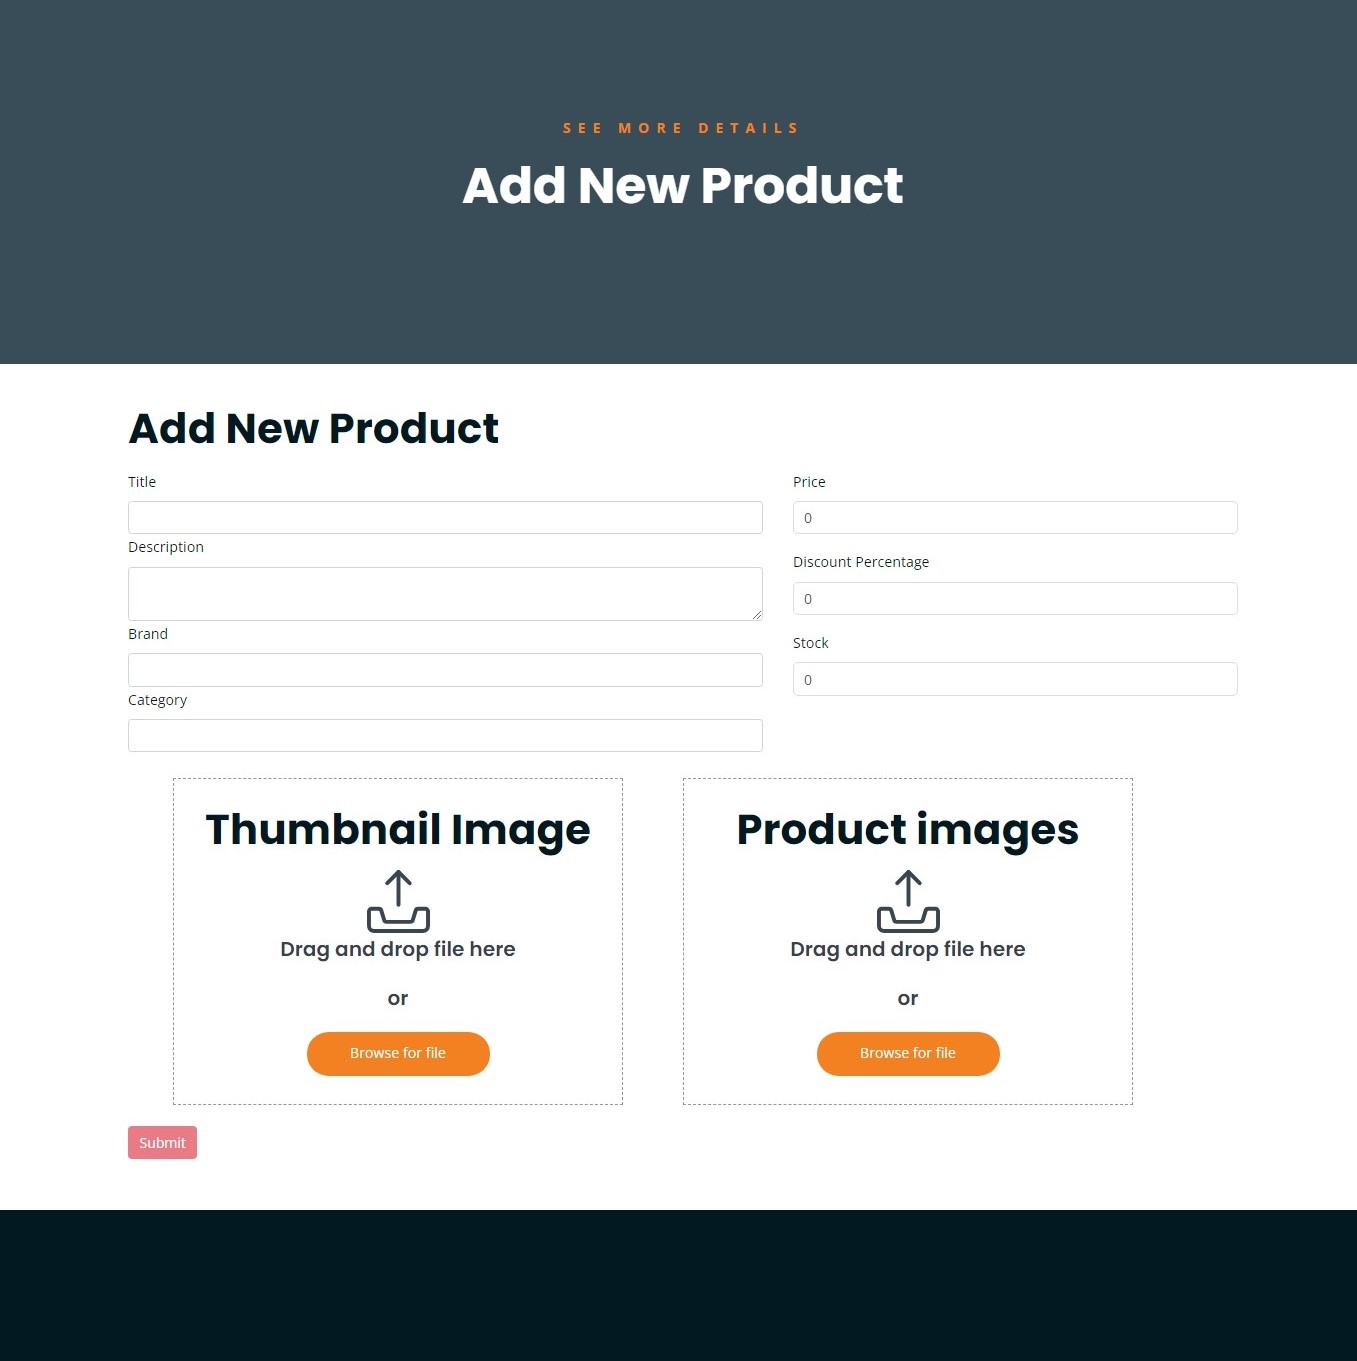 SEE MORE DETAILS
Add New Product
Add New Product
Title
Description
Brand
Category
Price
0
Discount Percentage
0
Stock
0
Thumbnail Image
Drag and drop file here
or
Browse for file
Product images
Drag and drop file here
or
Browse for file
Submit